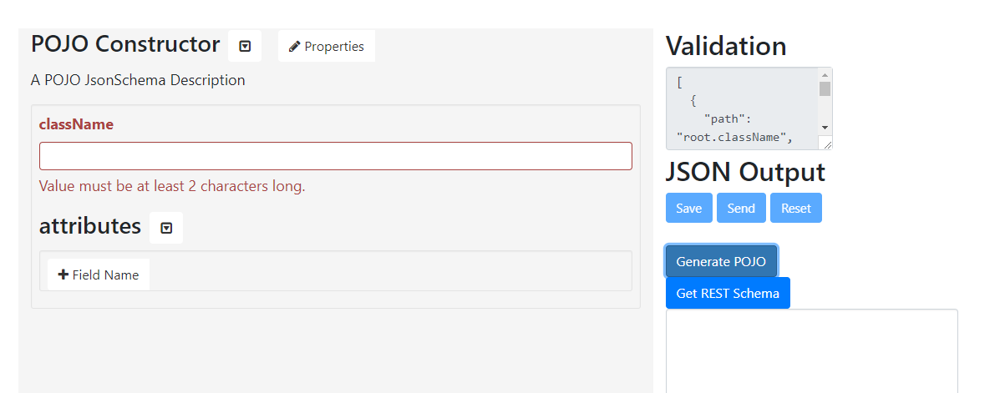 POJO Constructor
Properties
A POJO JsonSchema Description
className
Value must be at least 2 characters long.
attributes
Field Name
Validation
[
{
"path":
"root.className",
JSON Output
Save Send Reset
Generate POJO
Get REST Schema